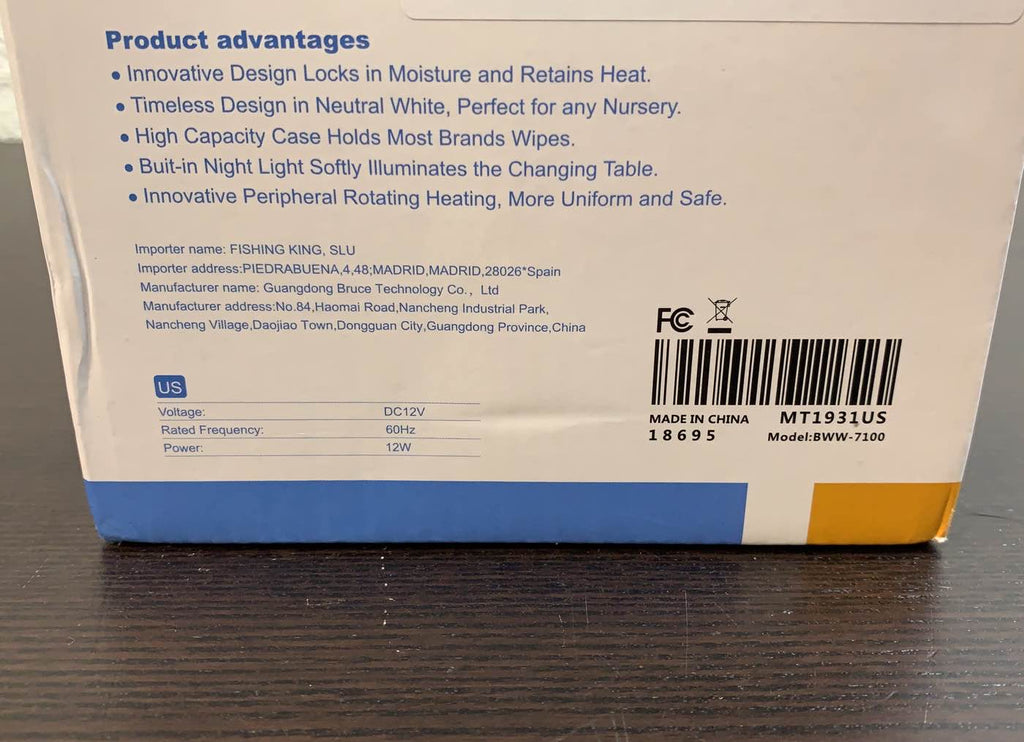 Product advantages
• Innovative Design Locks in Moisture and Retains Heat.
• Timeless Design in Neutral White, Perfect for any Nursery.
• High Capacity Case Holds Most Brands Wipes.
• Buit-in Night Light Softly Illuminates the Changing Table.
• Innovative Peripheral Rotating Heating, More Uniform and Safe.
Importer name: FISHING KING, SLU
Importer address:PIEDRABUENA,4,48;MADRID,MADRID,28026*Spain
Manufacturer name: Guangdong Bruce Technology Co., Ltd
Manufacturer address:No.84,Haomai Road,Nancheng Industrial Park,
Nancheng Village,Daojiao Town,Dongguan City,Guangdong Province,China
US
Voltage: DC12V
Rated Frequency: 60Hz
Power: 12W
FC
MADE IN CHINA MT1931US
18695 Model:BWW-7100